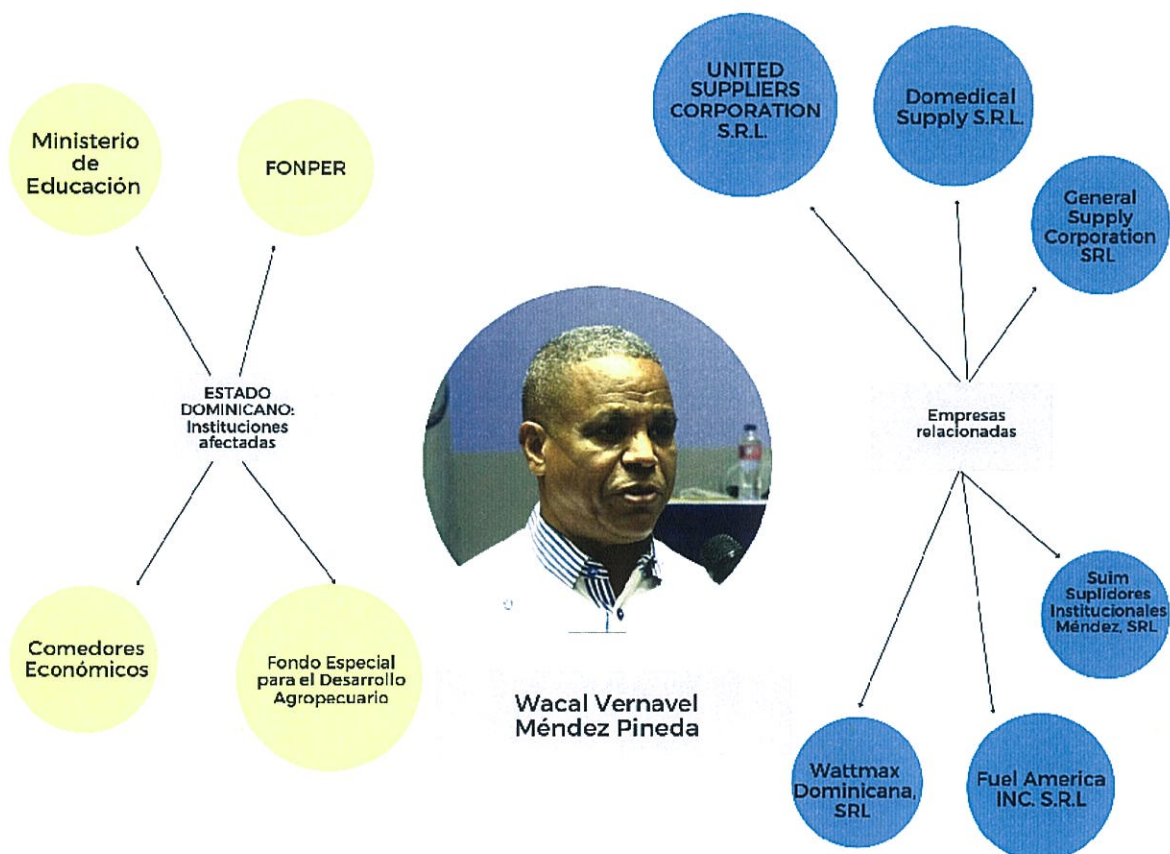 Ministerio
de
Educación
FONPER
ESTADO
DOMINICANO:
Instituciones
afectadas
Comedores
Económicos
Fondo Especial
para el Desarrollo
Agropecuario
Wacal Vernavel
Méndez Pineda
UNITED
SUPPLIERS
CORPORATION
S.R.L.
Domedical
Supply S.R.L.
General
Supply
Corporation
SRL
Empresas
relacionadas
Suim
Suplidores
Institucionales
Méndez, SRL
Fuel America
INC. S.R.L
Wattmax
Dominicana,
SRL